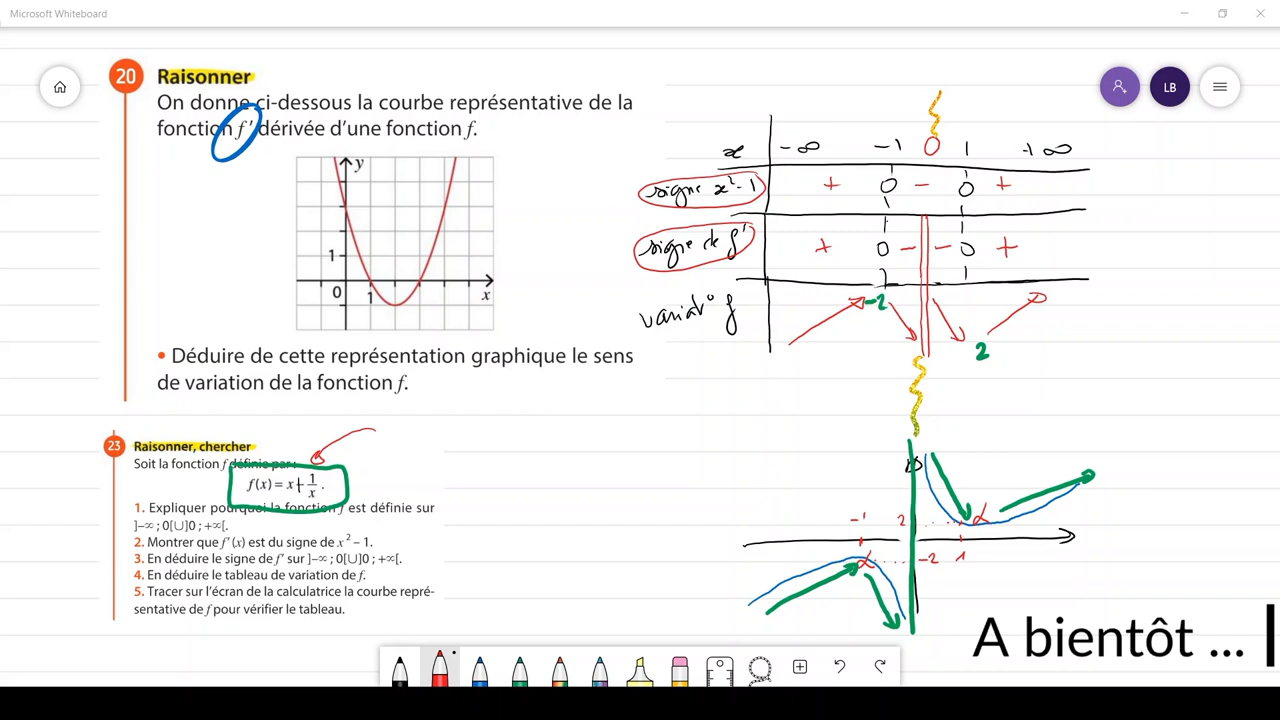 Microsoft Whiteboard
20 Raisonner
On donne ci-dessous la courbe représentative de la
fonction f' dérivée d'une fonction f.
y
1
0
1
x
• Déduire de cette représentation graphique le sens
de variation de la fonction f.
23 Raisonner, chercher
Soit la fonction f définie par :
f(x) = x + 1/x .
1. Expliquer pourquoi la fonction f est définie sur
]–∞ ; 0[∪]0 ; +∞[.
2. Montrer que f'(x) est du signe de x² – 1.
3. En déduire le signe de f' sur ]–∞ ; 0[∪]0 ; +∞[.
4. En déduire le tableau de variation de f.
5. Tracer sur l'écran de la calculatrice la courbe repré-
sentative de f pour vérifier le tableau.
LB
x -∞ -1 0 1 +∞
signe x²-1 + 0 - 0 +
signe de f' + 0 - - 0 +
variat° f -2 2
-1 2
-2 1
A bientôt ...